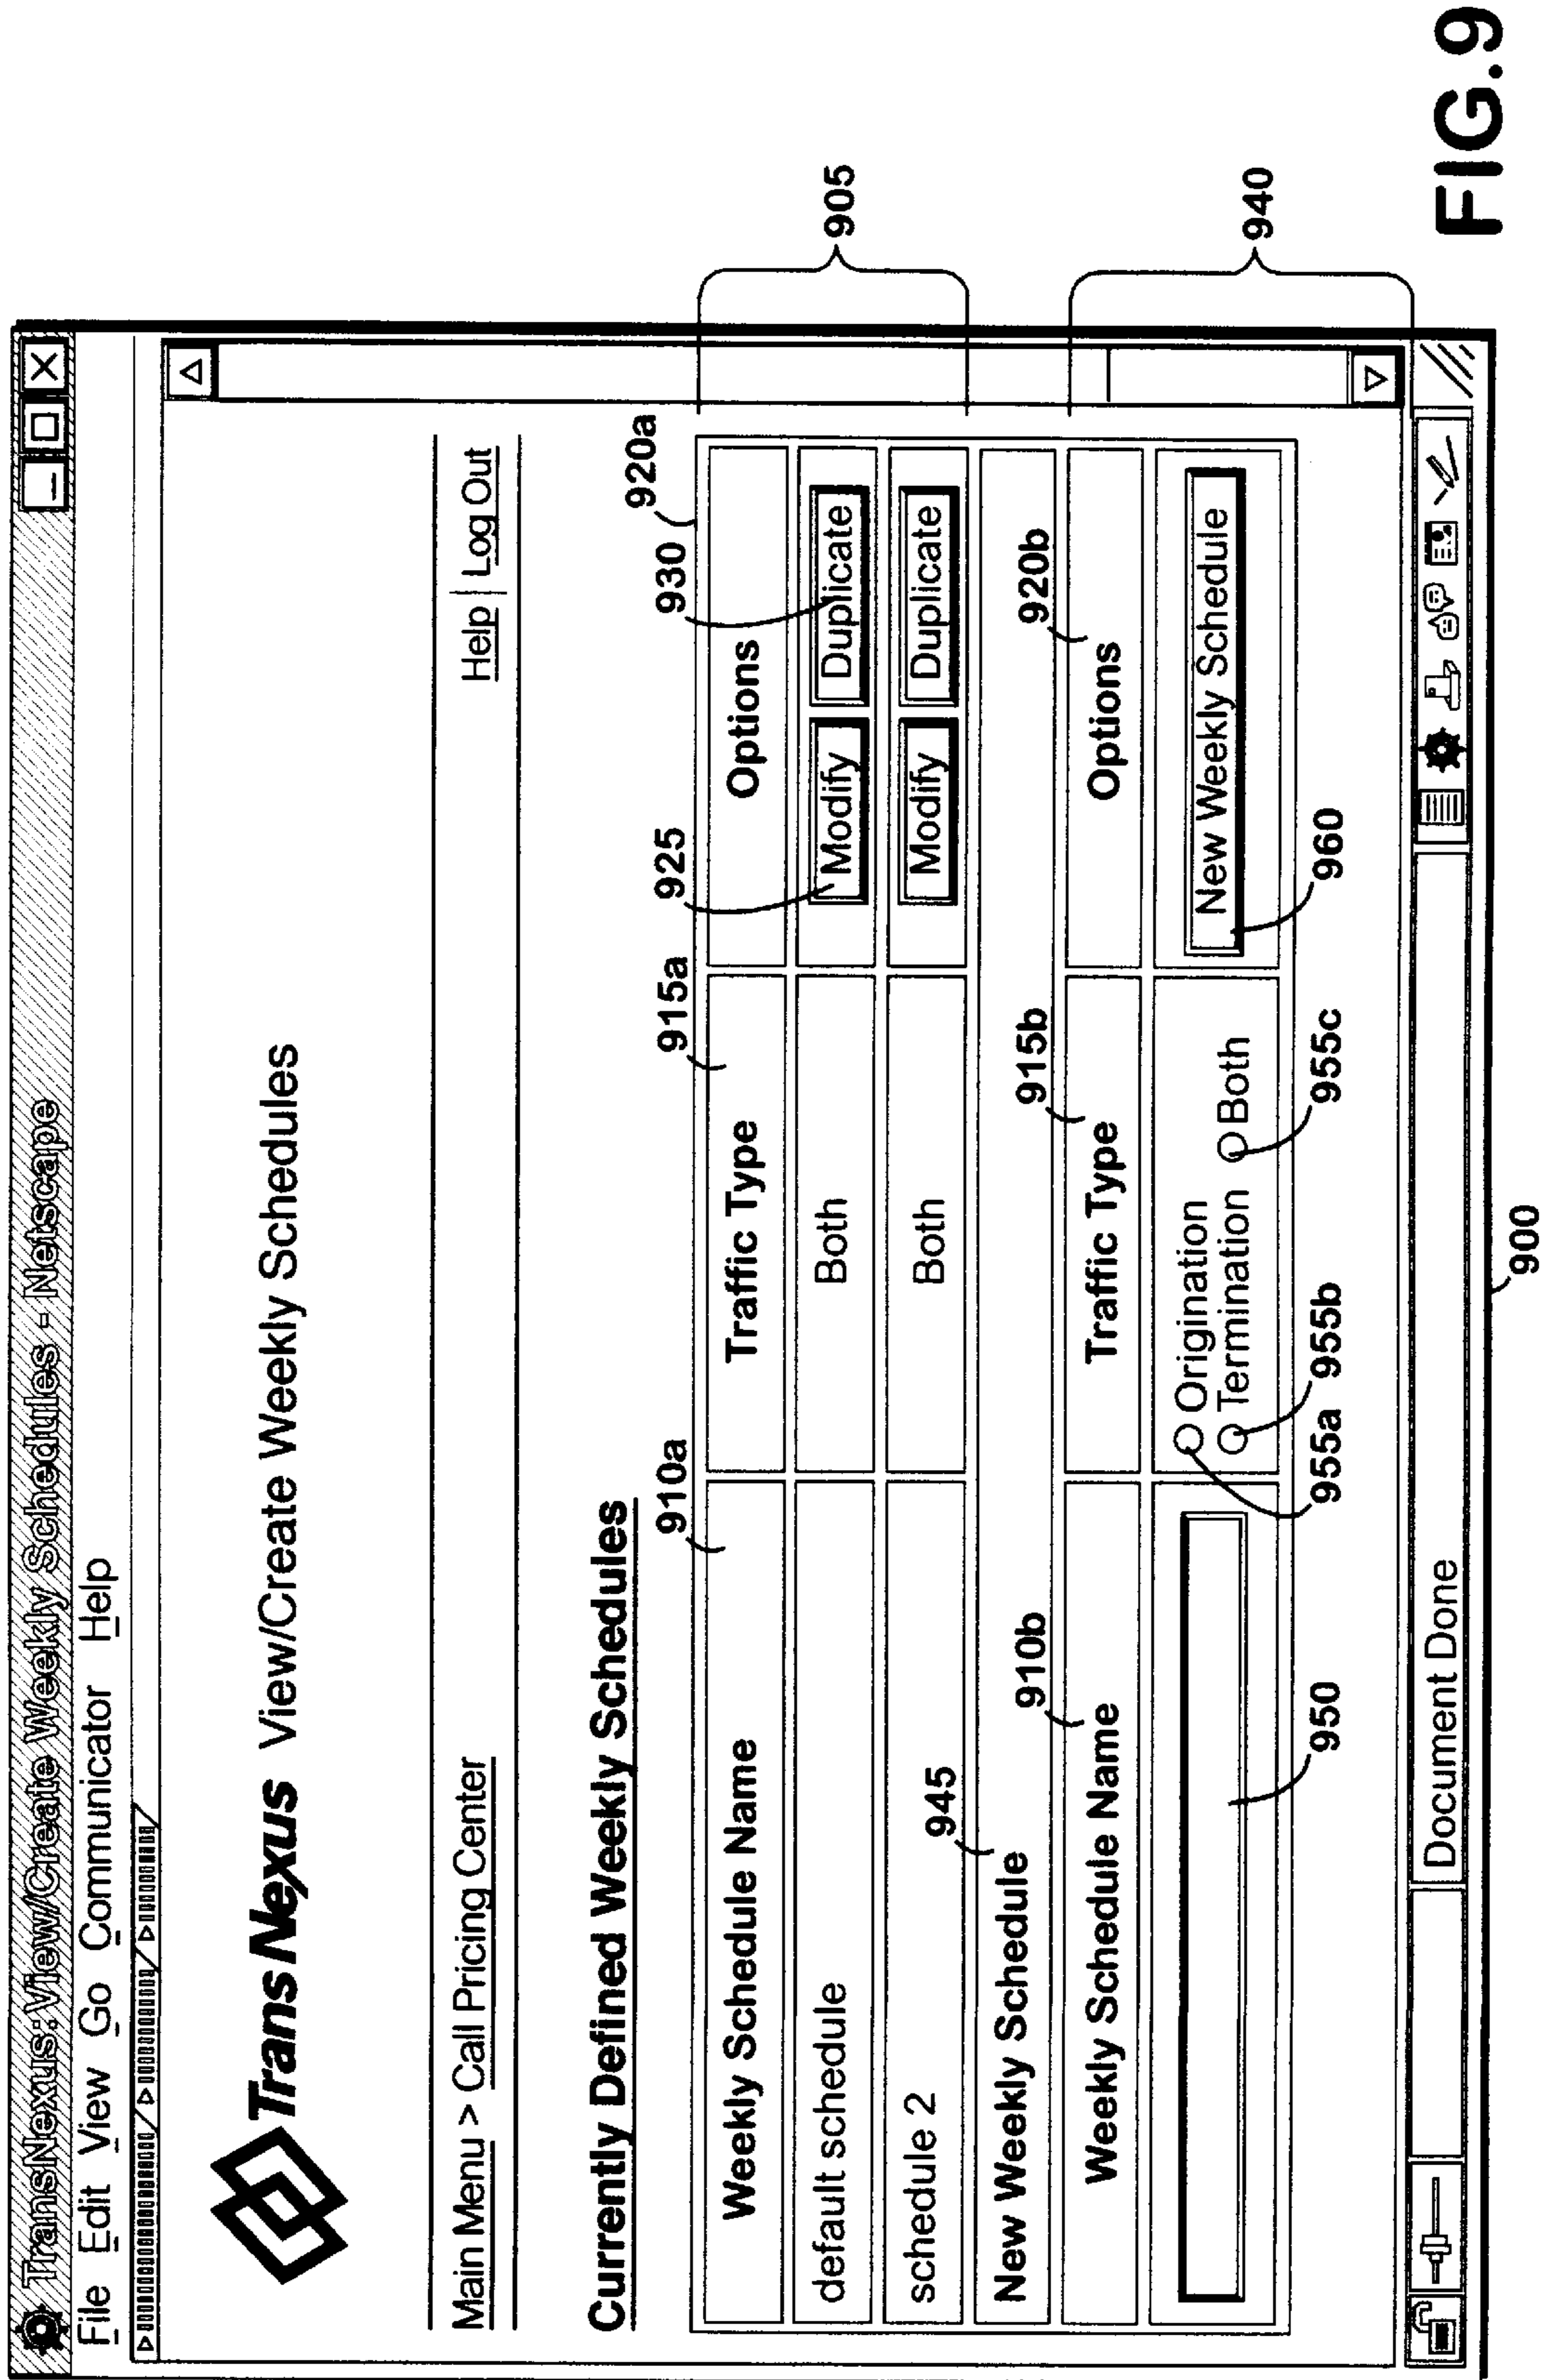 TransNexus: View/Create Weekly Schedules - Netscape
File Edit View Go Communicator Help
TransNexus View/Create Weekly Schedules
Main Menu > Call Pricing Center Help | Log Out
Currently Defined Weekly Schedules
910a 915a 925 930 920a
Weekly Schedule Name Traffic Type Options
default schedule Both Modify Duplicate
schedule 2 Both Modify Duplicate
905
945
New Weekly Schedule
910b 915b 920b
Weekly Schedule Name Traffic Type Options
Origination
Termination Both New Weekly Schedule
940
950 955a 955b 955c 960
Document Done
900
FIG.9